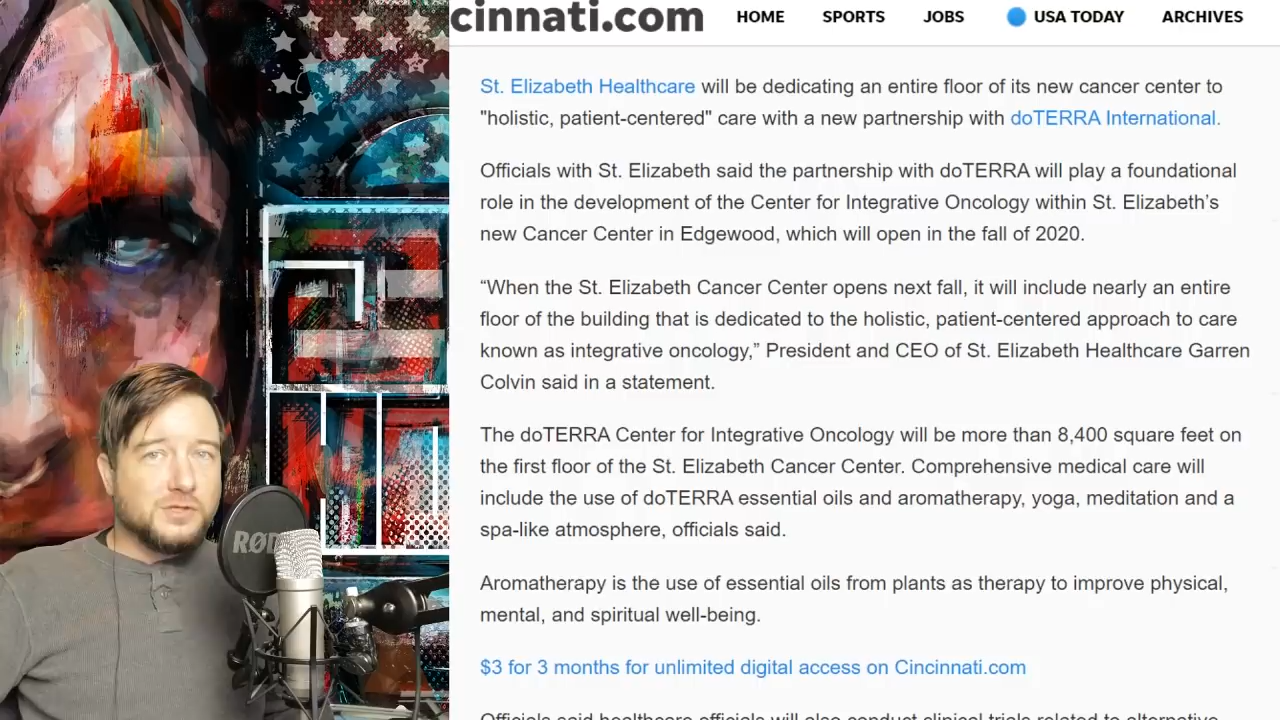 cinnati.com
HOME SPORTS JOBS USA TODAY ARCHIVES
St. Elizabeth Healthcare will be dedicating an entire floor of its new cancer center to
"holistic, patient-centered" care with a new partnership with doTERRA International.
Officials with St. Elizabeth said the partnership with doTERRA will play a foundational
role in the development of the Center for Integrative Oncology within St. Elizabeth’s
new Cancer Center in Edgewood, which will open in the fall of 2020.
“When the St. Elizabeth Cancer Center opens next fall, it will include nearly an entire
floor of the building that is dedicated to the holistic, patient-centered approach to care
known as integrative oncology,” President and CEO of St. Elizabeth Healthcare Garren
Colvin said in a statement.
The doTERRA Center for Integrative Oncology will be more than 8,400 square feet on
the first floor of the St. Elizabeth Cancer Center. Comprehensive medical care will
include the use of doTERRA essential oils and aromatherapy, yoga, meditation and a
spa-like atmosphere, officials said.
Aromatherapy is the use of essential oils from plants as therapy to improve physical,
mental, and spiritual well-being.
$3 for 3 months for unlimited digital access on Cincinnati.com
Officials said healthcare officials will also conduct clinical trials related to alternative
RØD